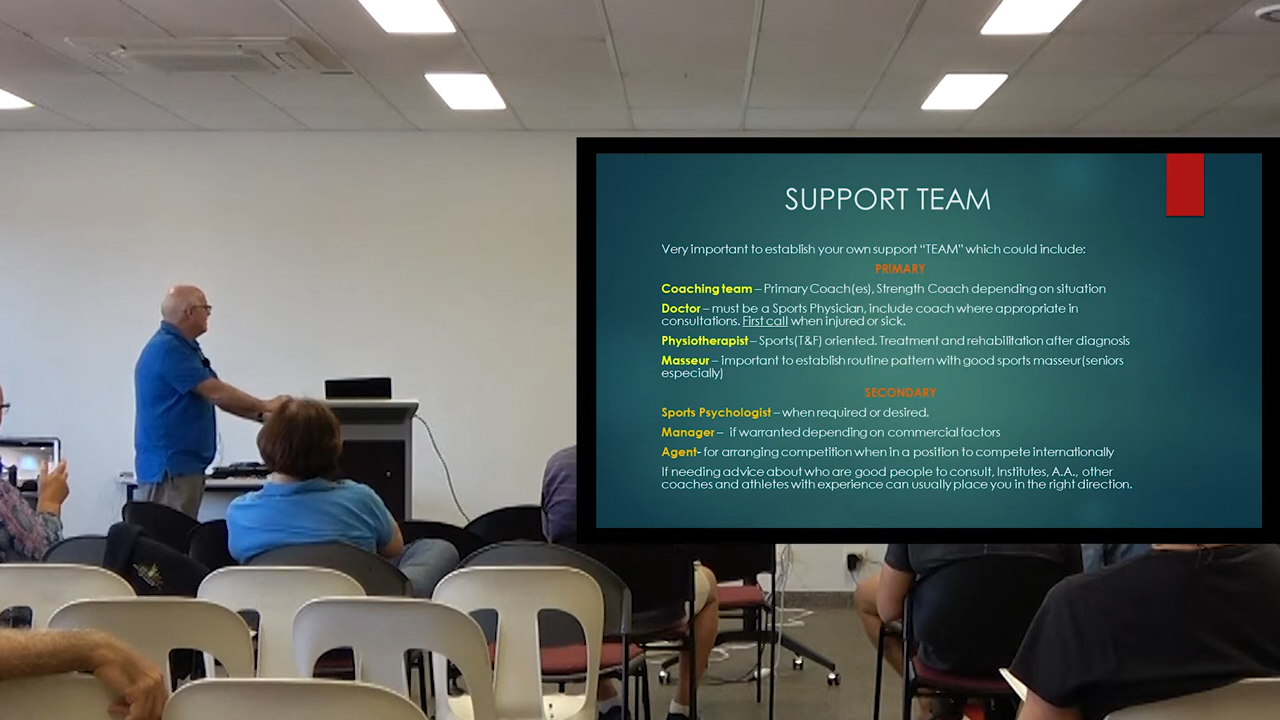 SUPPORT TEAM
Very important to establish your own support “TEAM” which could include:
PRIMARY
Coaching team – Primary Coach(es), Strength Coach depending on situation
Doctor – must be a Sports Physician, include coach where appropriate in
consultations. First call when injured or sick.
Physiotherapist – Sports(T&F) oriented. Treatment and rehabilitation after diagnosis
Masseur – important to establish routine pattern with good sports masseur(seniors
especially)
SECONDARY
Sports Psychologist – when required or desired.
Manager – if warranted depending on commercial factors
Agent- for arranging competition when in a position to compete internationally
If needing advice about who are good people to consult, Institutes, A.A., other
coaches and athletes with experience can usually place you in the right direction.